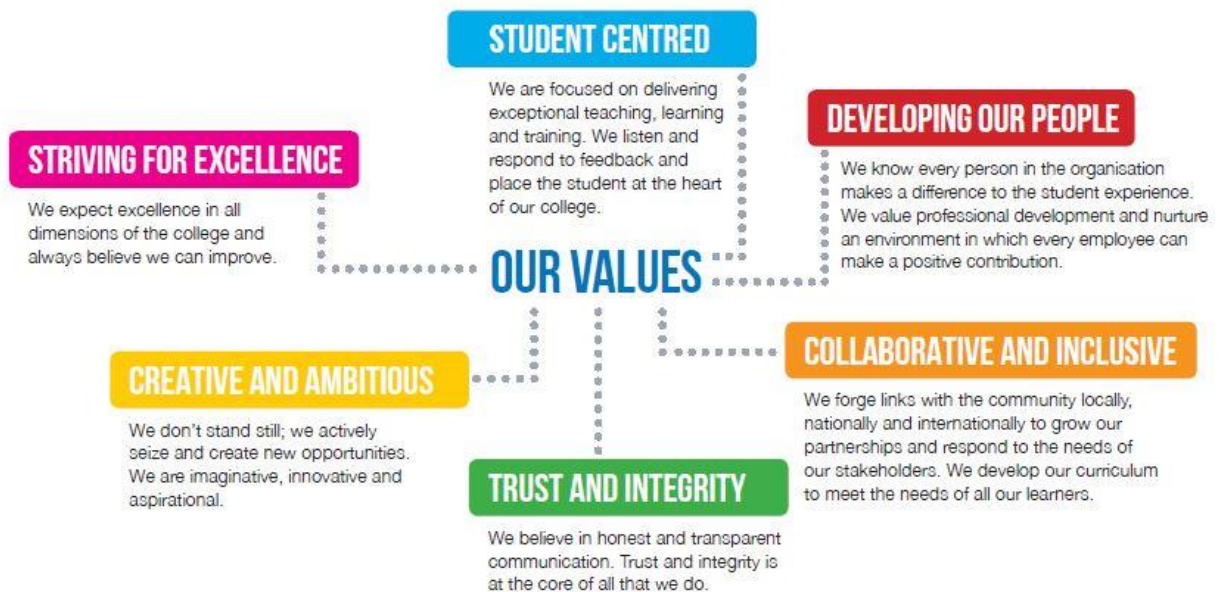 STUDENT CENTRED
We are focused on delivering
exceptional teaching, learning
and training. We listen and
respond to feedback and
place the student at the heart
of our college.
DEVELOPING OUR PEOPLE
We know every person in the organisation
makes a difference to the student experience.
We value professional development and nurture
an environment in which every employee can
make a positive contribution.
STRIVING FOR EXCELLENCE
We expect excellence in all
dimensions of the college and
always believe we can improve.
OUR VALUES
CREATIVE AND AMBITIOUS
We don't stand still; we actively
seize and create new opportunities.
We are imaginative, innovative and
aspirational.
COLLABORATIVE AND INCLUSIVE
We forge links with the community locally,
nationally and internationally to grow our
partnerships and respond to the needs of
our stakeholders. We develop our curriculum
to meet the needs of all our learners.
TRUST AND INTEGRITY
We believe in honest and transparent
communication. Trust and integrity is
at the core of all that we do.